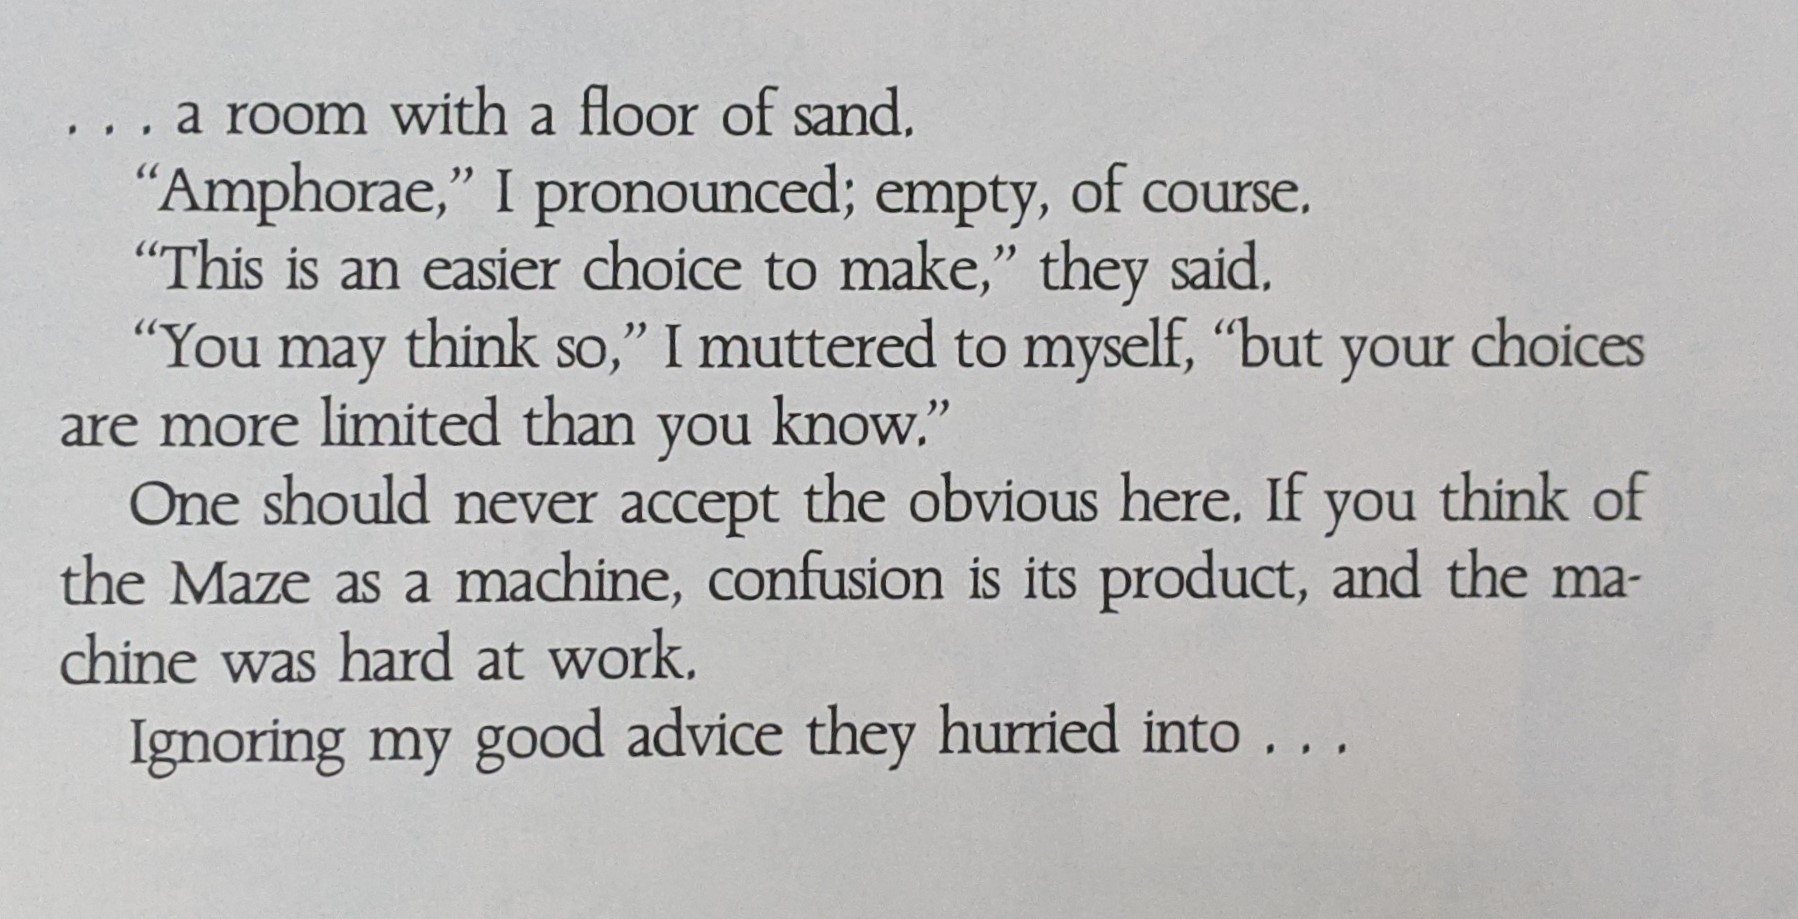 . . . a room with a floor of sand.
“Amphorae,” I pronounced; empty, of course.
“This is an easier choice to make,” they said.
“You may think so,” I muttered to myself, “but your choices
are more limited than you know.”
One should never accept the obvious here. If you think of
the Maze as a machine, confusion is its product, and the ma-
chine was hard at work.
Ignoring my good advice they hurried into . . .